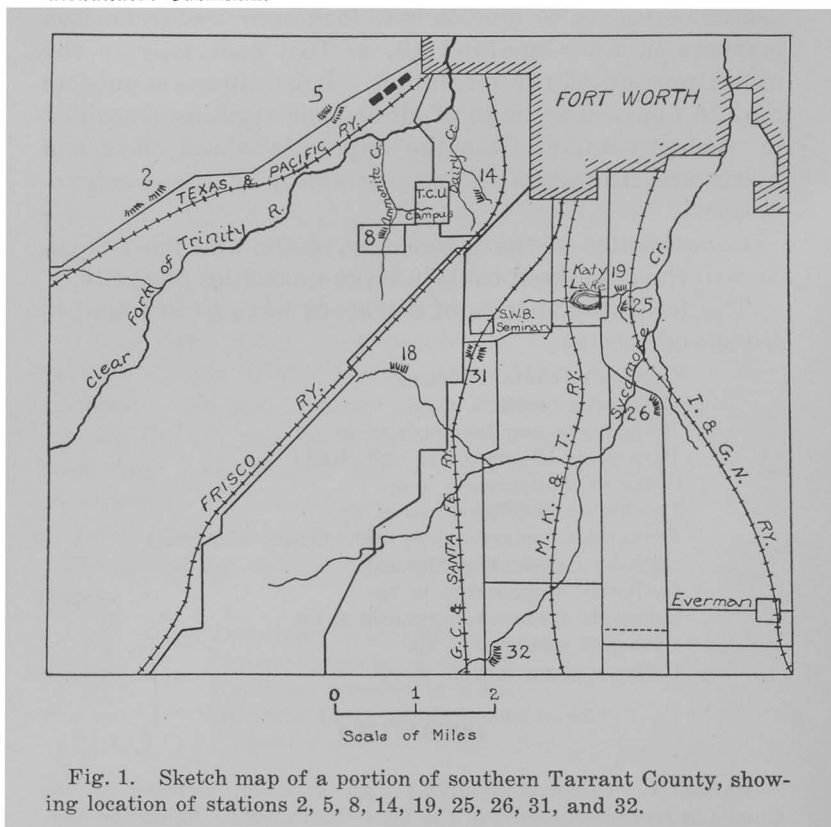 FORT WORTH
5
2
TEXAS & PACIFIC RY.
Clear Fork of Trinity R.
Dairy Cr.
14
T.C.U.
Campus
8
Katy
Lake
19
Cr.
25
S.W.B.
Seminary
18
31
Sycamore
26
FRISCO RY.
G.C. & SANTA FE R.
M. K. & T. RY.
I. & G. N. RY.
Everman
32
0 1 2
Scale of Miles
Fig. 1. Sketch map of a portion of southern Tarrant County, show-
ing location of stations 2, 5, 8, 14, 19, 25, 26, 31, and 32.